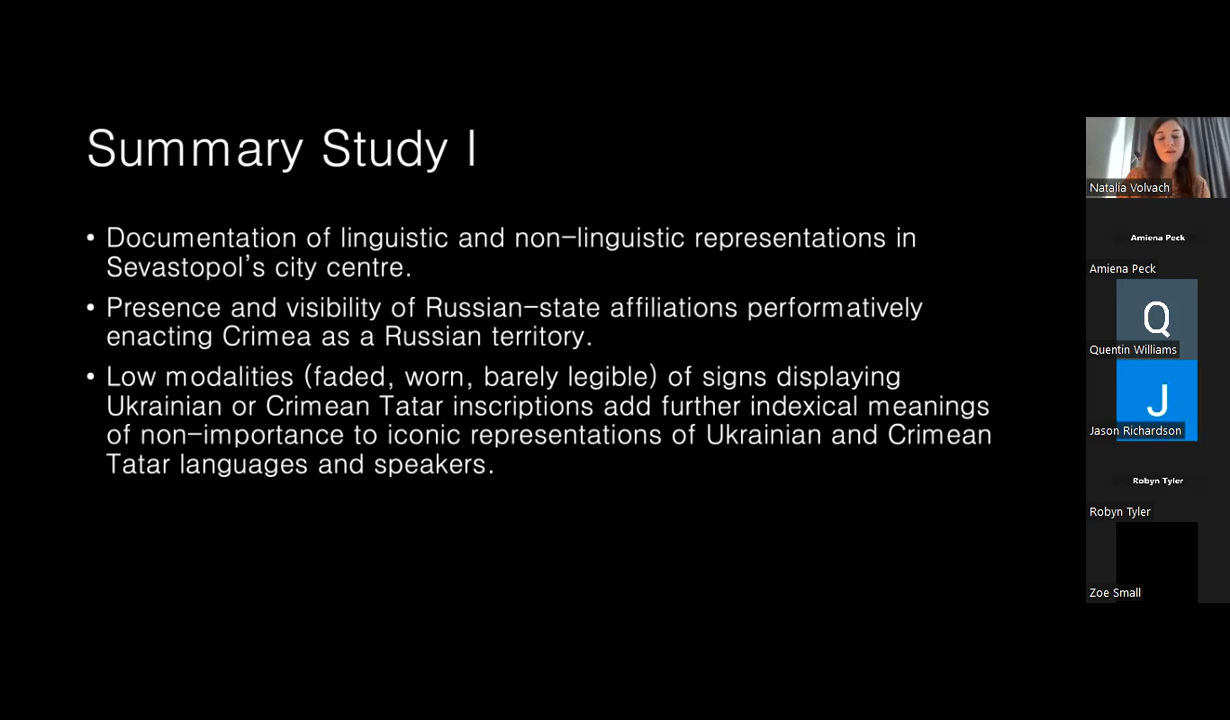 Summary Study I
• Documentation of linguistic and non-linguistic representations in
Sevastopol's city centre.
• Presence and visibility of Russian-state affiliations performatively
enacting Crimea as a Russian territory.
• Low modalities (faded, worn, barely legible) of signs displaying
Ukrainian or Crimean Tatar inscriptions add further indexical meanings
of non-importance to iconic representations of Ukrainian and Crimean
Tatar languages and speakers.
Natalia Volvach
Amiena Peck
Amiena Peck
Q
Quentin Williams
J
Jason Richardson
Robyn Tyler
Robyn Tyler
Zoe Small